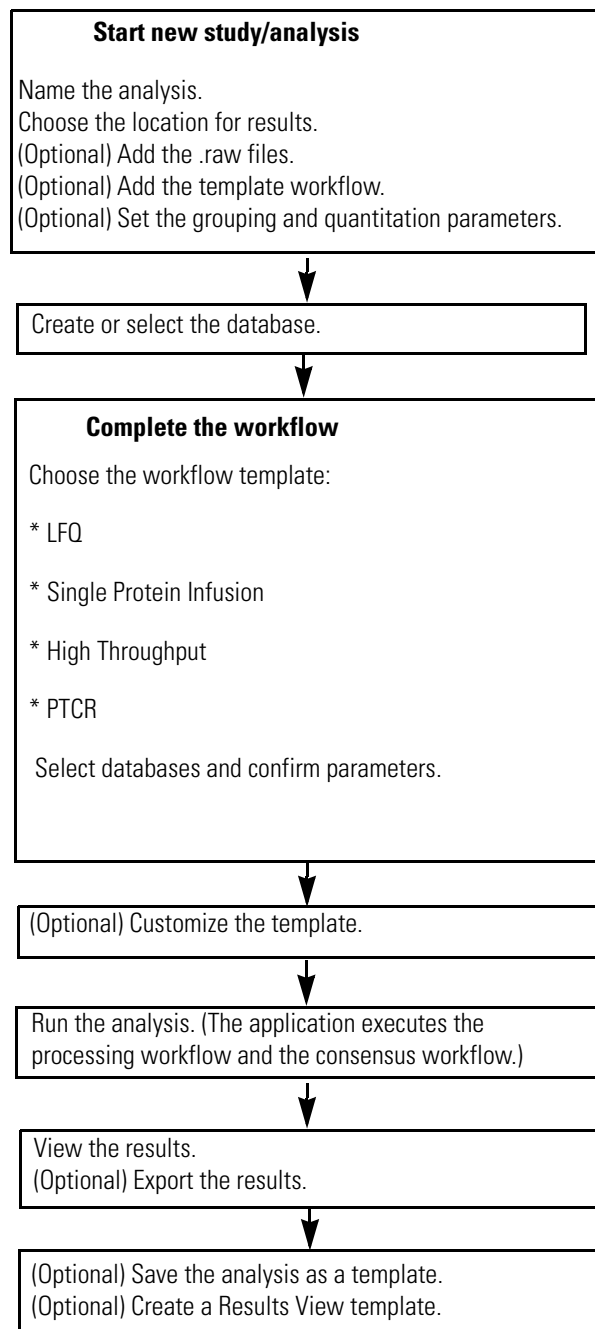 Start new study/analysis
Name the analysis.
Choose the location for results.
(Optional) Add the .raw files.
(Optional) Add the template workflow.
(Optional) Set the grouping and quantitation parameters.
Create or select the database.
Complete the workflow
Choose the workflow template:
* LFQ
* Single Protein Infusion
* High Throughput
* PTCR
Select databases and confirm parameters.
(Optional) Customize the template.
Run the analysis. (The application executes the
processing workflow and the consensus workflow.)
View the results.
(Optional) Export the results.
(Optional) Save the analysis as a template.
(Optional) Create a Results View template.